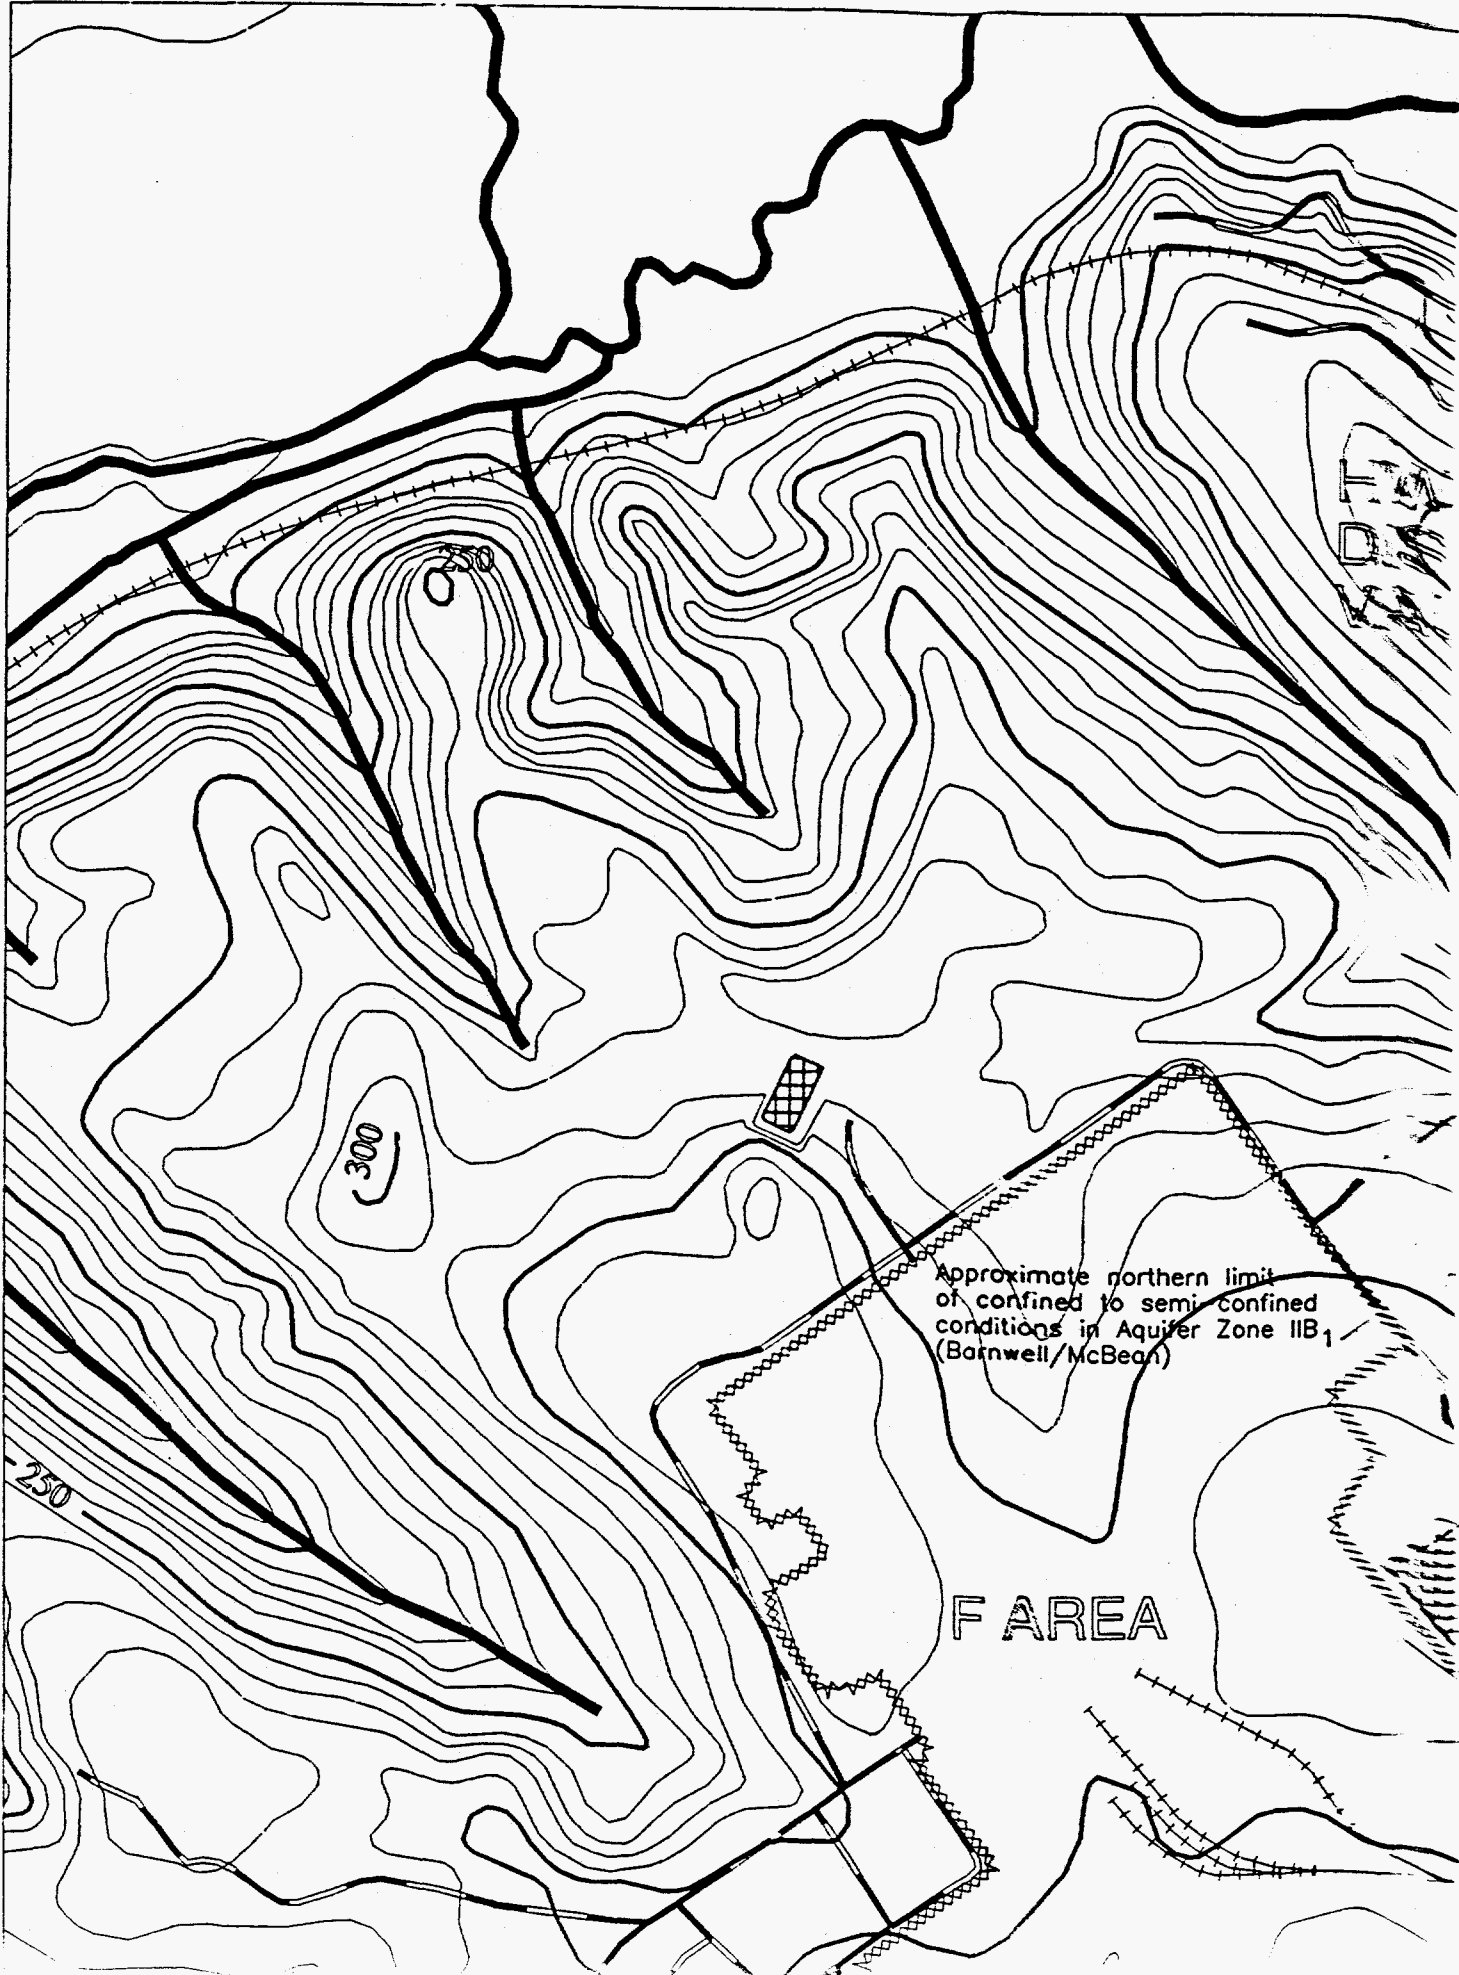 250
300
Approximate northern limit
of confined to semi-confined
conditions in Aquifer Zone IIB1
(Barnwell/McBean)
250
F AREA